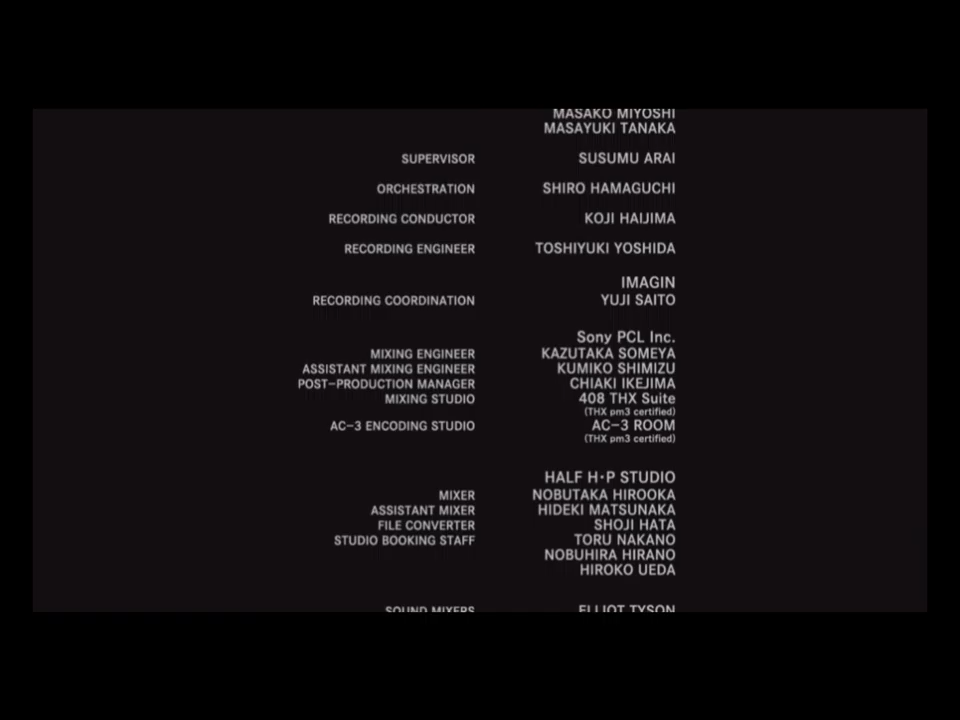 MASAKO MIYOSHI
MASAYUKI TANAKA
SUPERVISOR SUSUMU ARAI
ORCHESTRATION SHIRO HAMAGUCHI
RECORDING CONDUCTOR KOJI HAIJIMA
RECORDING ENGINEER TOSHIYUKI YOSHIDA
IMAGIN
RECORDING COORDINATION YUJI SAITO
Sony PCL Inc.
MIXING ENGINEER KAZUTAKA SOMEYA
ASSISTANT MIXING ENGINEER KUMIKO SHIMIZU
POST-PRODUCTION MANAGER CHIAKI IKEJIMA
MIXING STUDIO 408 THX Suite
(THX pm3 certified)
AC-3 ENCODING STUDIO AC-3 ROOM
(THX pm3 certified)
HALF H・P STUDIO
MIXER NOBUTAKA HIROOKA
ASSISTANT MIXER HIDEKI MATSUNAKA
FILE CONVERTER SHOJI HATA
STUDIO BOOKING STAFF TORU NAKANO
NOBUHIRA HIRANO
HIROKO UEDA
SOUND MIXERS ELLIOT TYSON